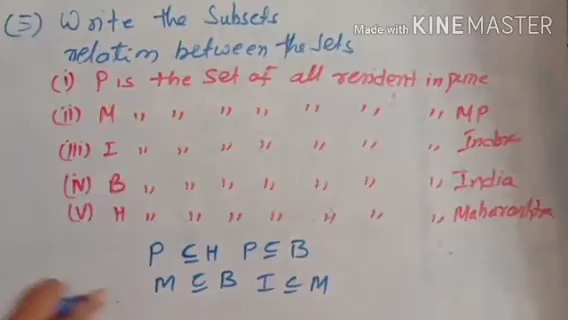 (5) Write the Subsets
Made with KINEMASTER
relation between the sets
(i) P is the set of all resident in pune
(ii) M ,, ,, ,, ,, ,, ,, ,, MP
(iii) I ,, ,, ,, ,, ,, ,, ,, Indore
(iv) B ,, ,, ,, ,, ,, ,, ,, India
(v) H ,, ,, ,, ,, ,, ,, ,, Maharashtra
P ⊆ H P ⊆ B
M ⊆ B I ⊆ M